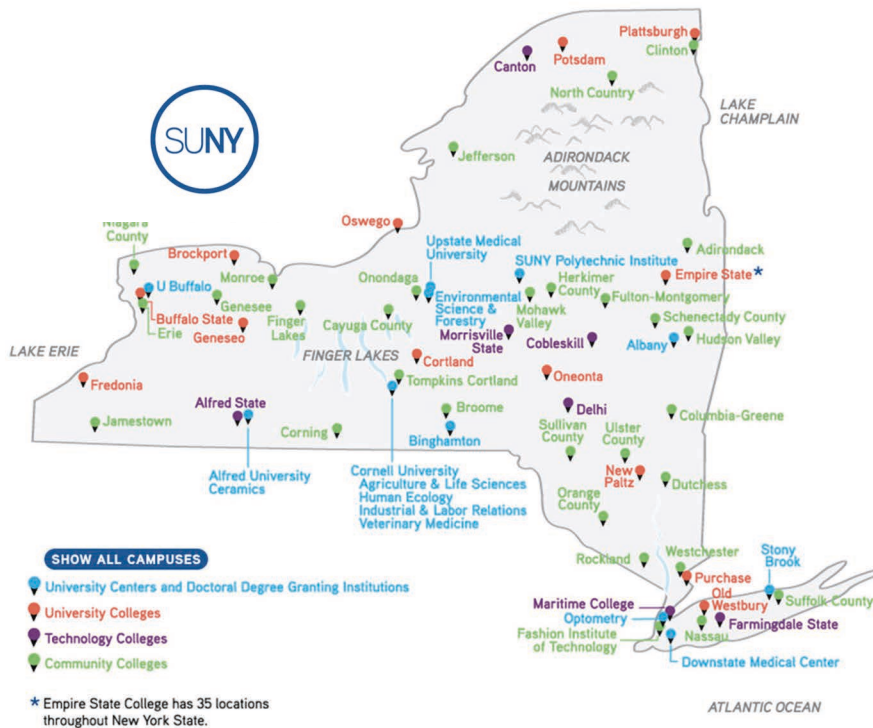 SUNY
Plattsburgh
Clinton
Canton
Potsdam
North Country
LAKE
CHAMPLAIN
Jefferson
ADIRONDACK
MOUNTAINS
Oswego
Niagara
County
Brockport
Upstate Medical
University
Adirondack
SUNY Polytechnic Institute
Empire State *
Monroe
Onondaga
Herkimer
County
U Buffalo
Genesee
Environmental
Science &
Forestry
Mohawk
Valley
Fulton-Montgomery
Buffalo State
Erie
Geneseo
Finger
Lakes
Cayuga County
Schenectady County
Morrisville
State
Cobleskill
Albany
Hudson Valley
LAKE ERIE
FINGER LAKES
Cortland
Fredonia
Tompkins Cortland
Oneonta
Alfred State
Broome
Delhi
Columbia-Greene
Jamestown
Corning
Binghamton
Sullivan
County
Ulster
County
Alfred University
Ceramics
Cornell University
Agriculture & Life Sciences
Human Ecology
Industrial & Labor Relations
Veterinary Medicine
New
Paltz
Dutchess
Orange
County
Rockland
Westchester
Stony
Brook
Purchase
Old
Westbury
Suffolk County
Maritime College
Optometry
Fashion Institute
of Technology
Nassau
Farmingdale State
Downstate Medical Center
SHOW ALL CAMPUSES
University Centers and Doctoral Degree Granting Institutions
University Colleges
Technology Colleges
Community Colleges
* Empire State College has 35 locations
throughout New York State.
ATLANTIC OCEAN